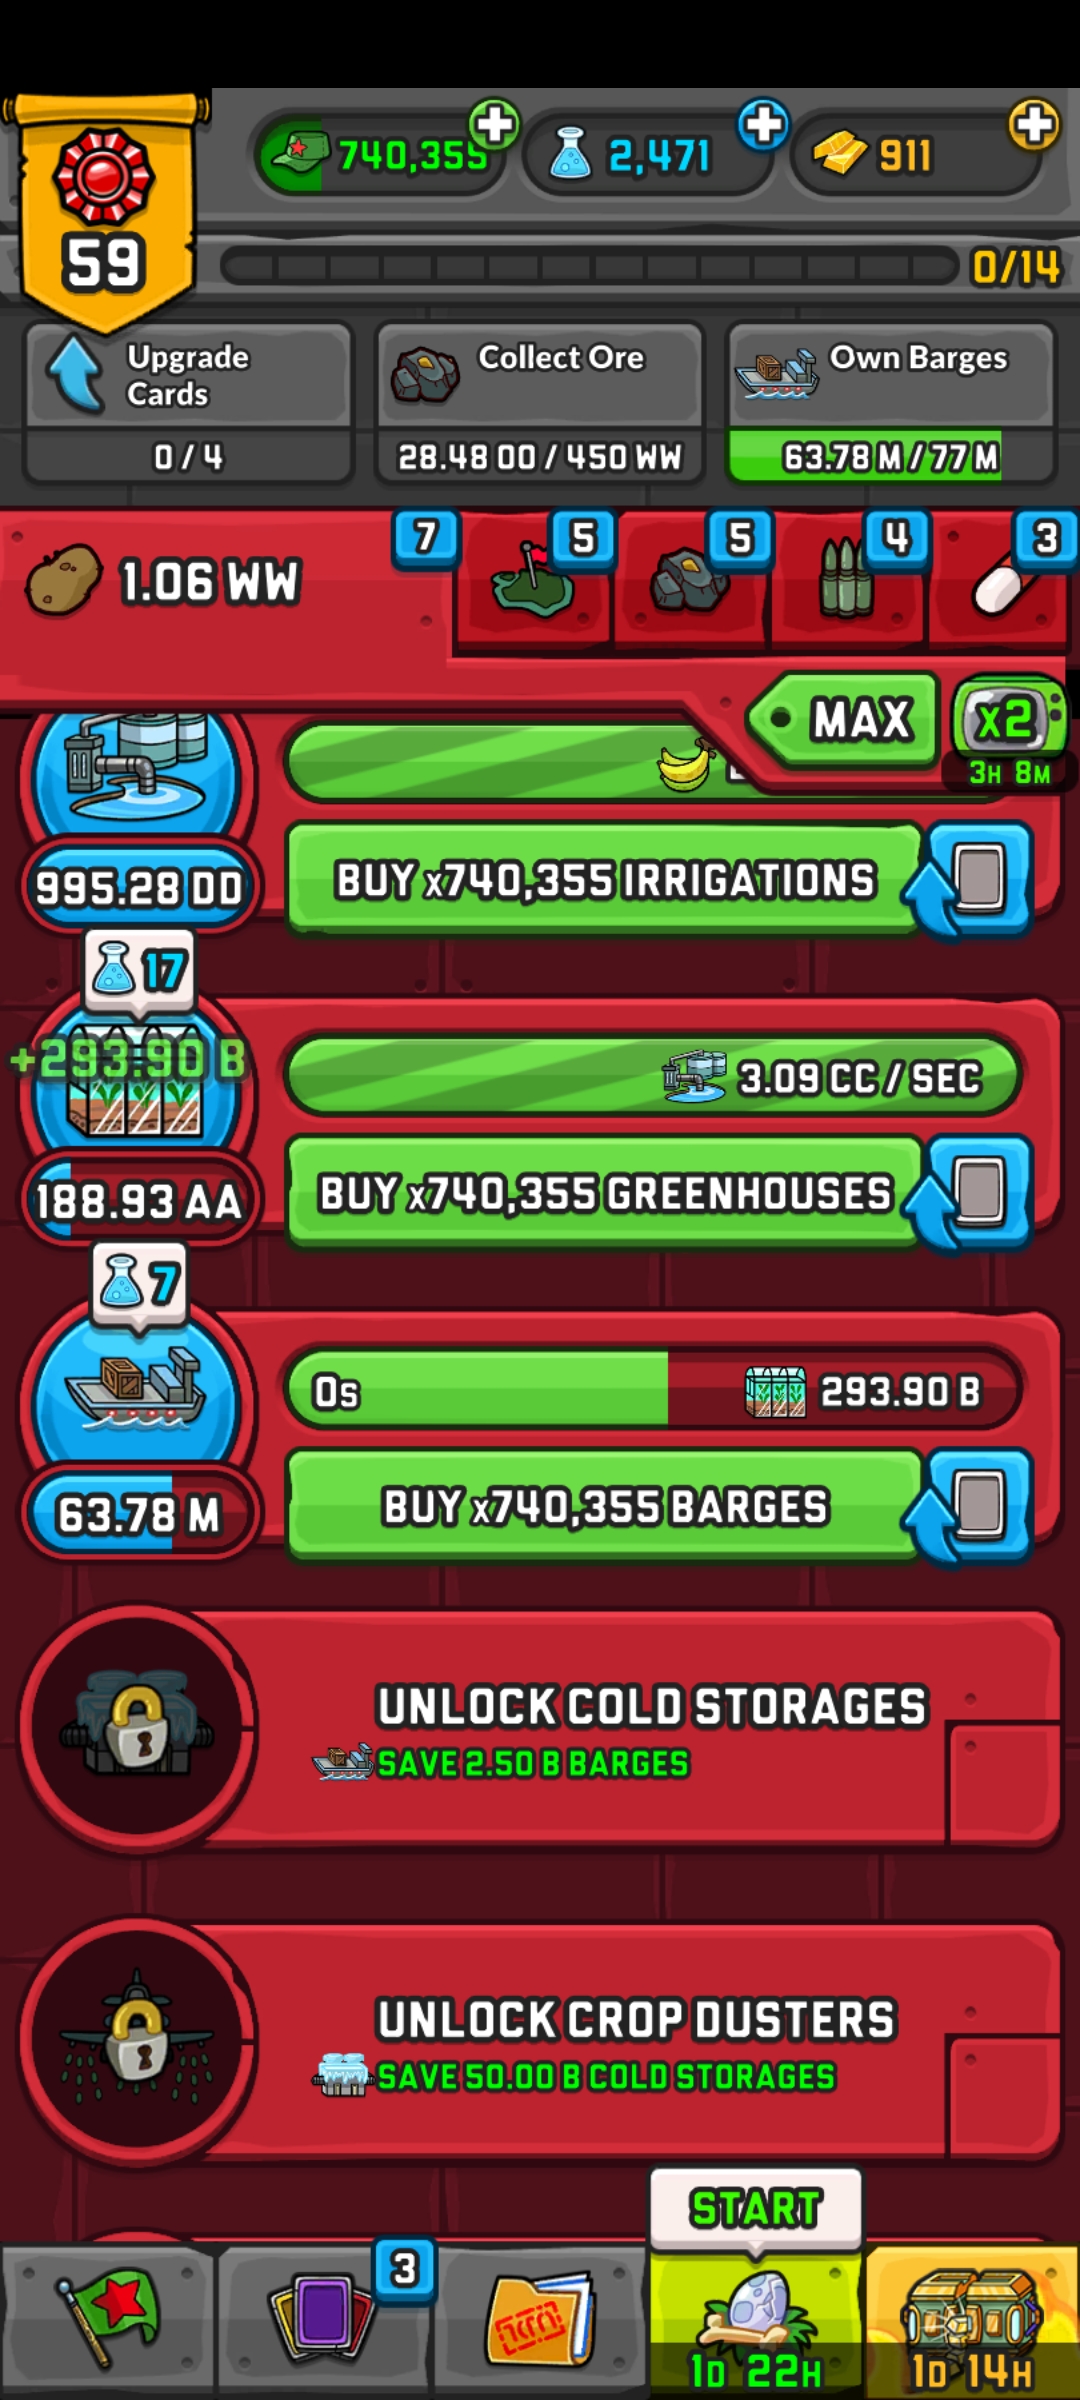 740,355
2,471
911
59
0/14
Upgrade
Cards
0 / 4
Collect Ore
28.48 OO / 450 WW
Own Barges
63.78 M / 77 M
1.06 WW
7
5
5
4
3
MAX
x2
3H 8M
995.28 DD
BUY x740,355 IRRIGATIONS
17
+293.90 B
3.09 CC / SEC
188.93 AA
BUY x740,355 GREENHOUSES
7
0s
293.90 B
63.78 M
BUY x740,355 BARGES
UNLOCK COLD STORAGES
SAVE 2.50 B BARGES
UNLOCK CROP DUSTERS
SAVE 50.00 B COLD STORAGES
START
3
1D 22H
1D 14H